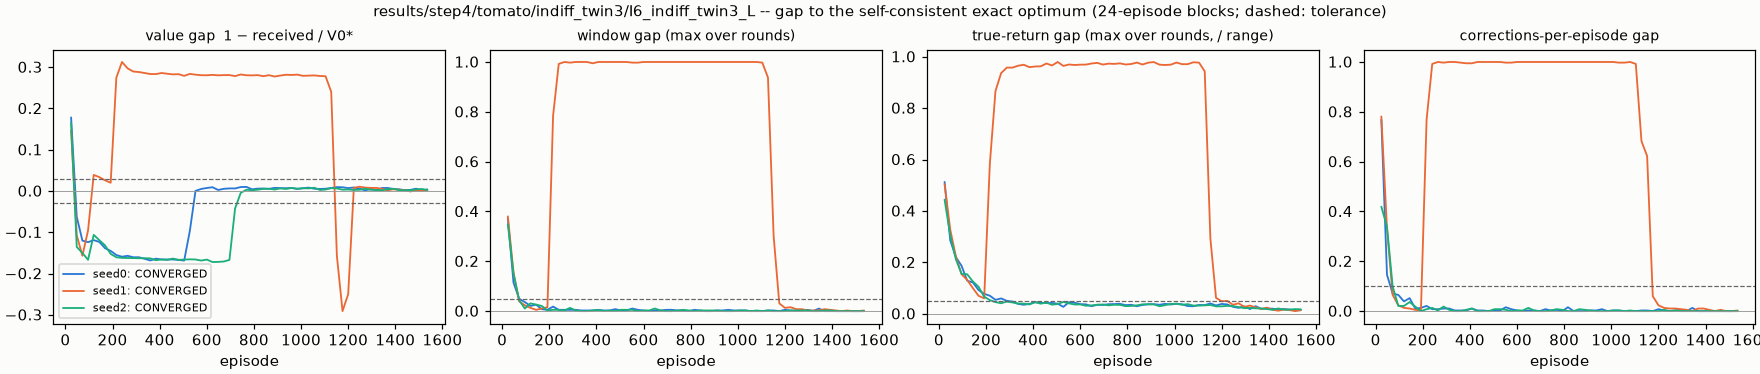 results/step4/tomato/indiff_twin3/I6_indiff_twin3_L -- gap to the self-consistent exact optimum (24-episode blocks; dashed: tolerance)
value gap 1 − received / V0*
0.3
0.2
0.1
0.0
−0.1
−0.2
−0.3
seed0: CONVERGED
seed1: CONVERGED
seed2: CONVERGED
0 200 400 600 800 1000 1200 1400 1600
episode
window gap (max over rounds)
1.0
0.8
0.6
0.4
0.2
0.0
0 200 400 600 800 1000 1200 1400 1600
episode
true-return gap (max over rounds, / range)
1.0
0.8
0.6
0.4
0.2
0.0
0 200 400 600 800 1000 1200 1400 1600
episode
corrections-per-episode gap
1.0
0.8
0.6
0.4
0.2
0.0
0 200 400 600 800 1000 1200 1400 160
episode